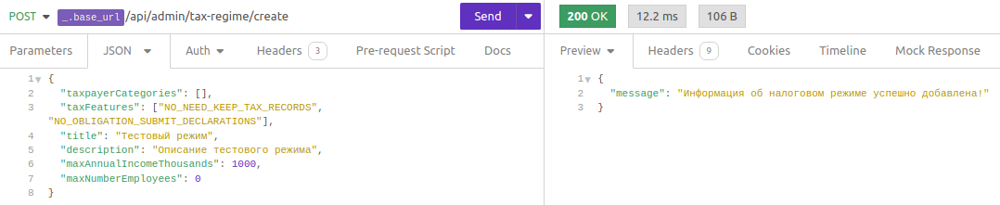 POST _.base_url /api/admin/tax-regime/create Send 200 OK 12.2 ms 106 B
Parameters JSON Auth Headers 3 Pre-request Script Docs Preview Headers 9 Cookies Timeline Mock Response
1 {
2 "taxpayerCategories": [],
3 "taxFeatures": ["NO_NEED_KEEP_TAX_RECORDS",
"NO_OBLIGATION_SUBMIT_DECLARATIONS"],
4 "title": "Тестовый режим",
5 "description": "Описание тестового режима",
6 "maxAnnualIncomeThousands": 1000,
7 "maxNumberEmployees": 0
8 }
1 {
2 "message": "Информация об налоговом режиме успешно добавлена!"
3 }